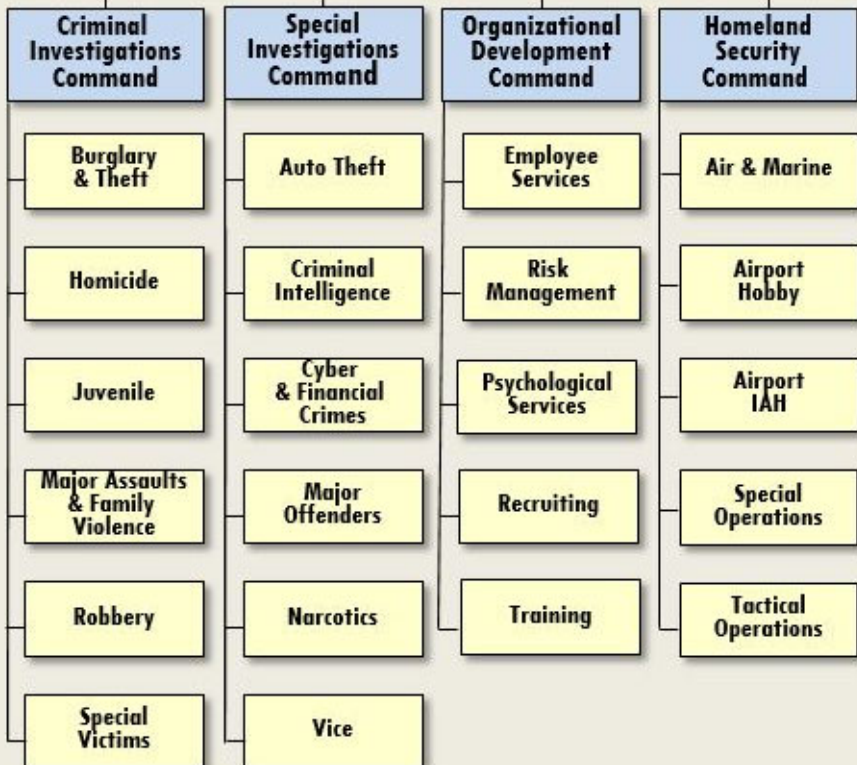 Criminal
Investigations
Command
Burglary
& Theft
Homicide
Juvenile
Major Assaults
& Family
Violence
Robbery
Special
Victims
Special
Investigations
Command
Auto Theft
Criminal
Intelligence
Cyber
& Financial
Crimes
Major
Offenders
Narcotics
Vice
Organizational
Development
Command
Employee
Services
Risk
Management
Psychological
Services
Recruiting
Training
Homeland
Security
Command
Air & Marine
Airport
Hobby
Airport
IAH
Special
Operations
Tactical
Operations